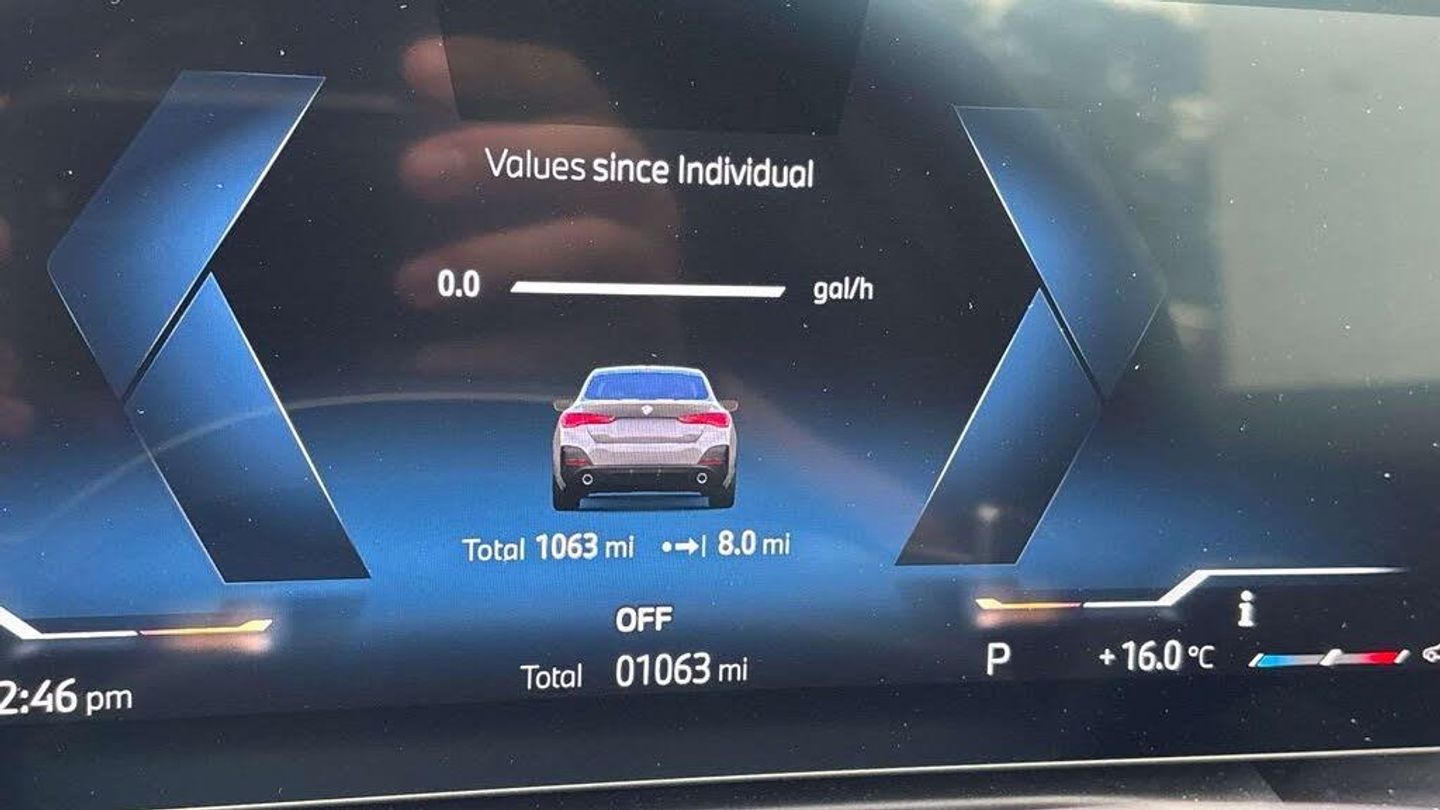 Values since Individual
0.0 gal/h
Total 1063 mi 8.0 mi
OFF
Total 01063 mi
2:46 pm
P +16.0 °C